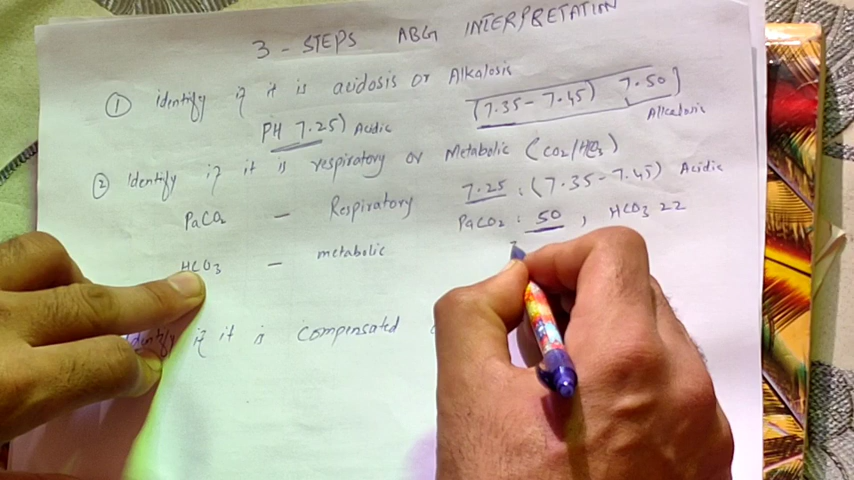 3 - STEPS ABG INTERPRETATION
① identify if it is acidosis or Alkalosis
(7.35 - 7.45) 7.50]
PH 7.25) Acidic
Alkalosis
② Identify if it is respiratory or Metabolic (CO2/HCO3)
7.25 : (7.35 - 7.45) Acidic
PaCO2 - Respiratory
PaCO2 : 50 , HCO3 22
HCO3 - metabolic
identify if it is compensated